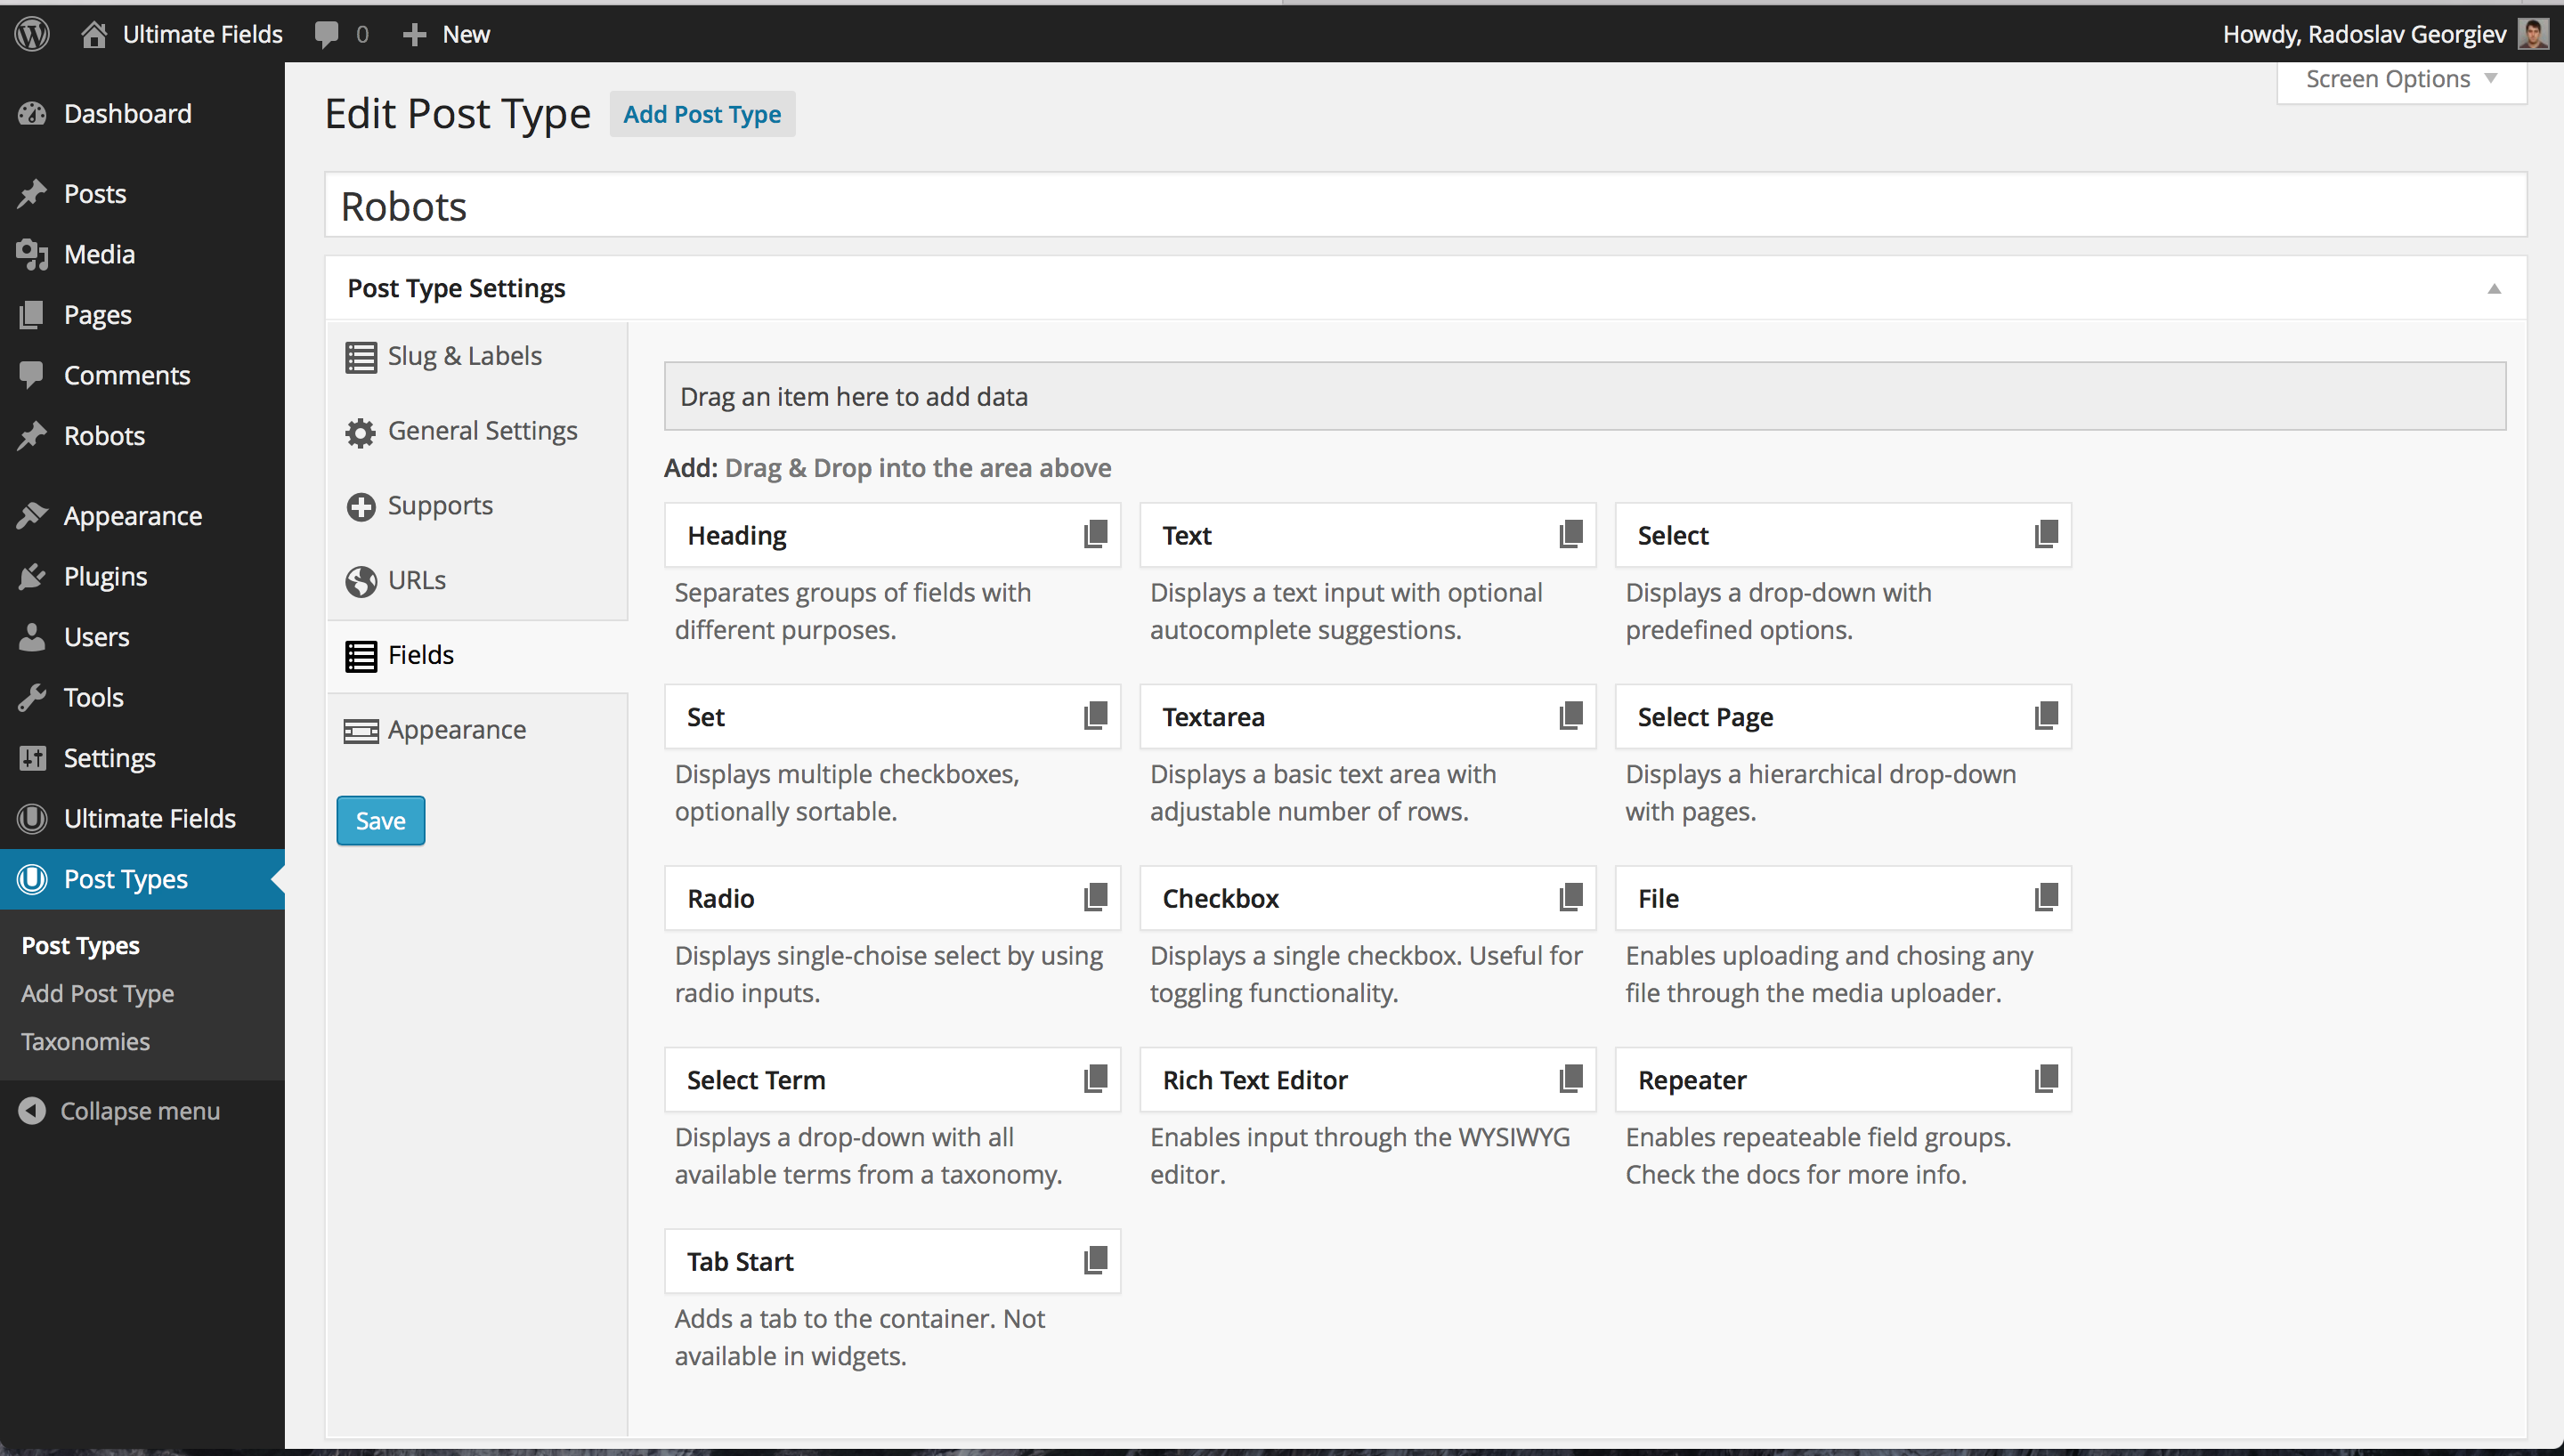 Ultimate Fields
0
New
Howdy, Radoslav Georgiev
Screen Options
Dashboard
Posts
Media
Pages
Comments
Robots
Appearance
Plugins
Users
Tools
Settings
Ultimate Fields
Post Types
Post Types
Add Post Type
Taxonomies
Collapse menu
Edit Post Type
Add Post Type
Robots
Post Type Settings
Slug & Labels
General Settings
Supports
URLs
Fields
Appearance
Save
Drag an item here to add data
Add: Drag & Drop into the area above
Heading
Separates groups of fields with
different purposes.
Text
Displays a text input with optional
autocomplete suggestions.
Select
Displays a drop-down with
predefined options.
Set
Displays multiple checkboxes,
optionally sortable.
Textarea
Displays a basic text area with
adjustable number of rows.
Select Page
Displays a hierarchical drop-down
with pages.
Radio
Displays single-choise select by using
radio inputs.
Checkbox
Displays a single checkbox. Useful for
toggling functionality.
File
Enables uploading and chosing any
file through the media uploader.
Select Term
Displays a drop-down with all
available terms from a taxonomy.
Rich Text Editor
Enables input through the WYSIWYG
editor.
Repeater
Enables repeateable field groups.
Check the docs for more info.
Tab Start
Adds a tab to the container. Not
available in widgets.